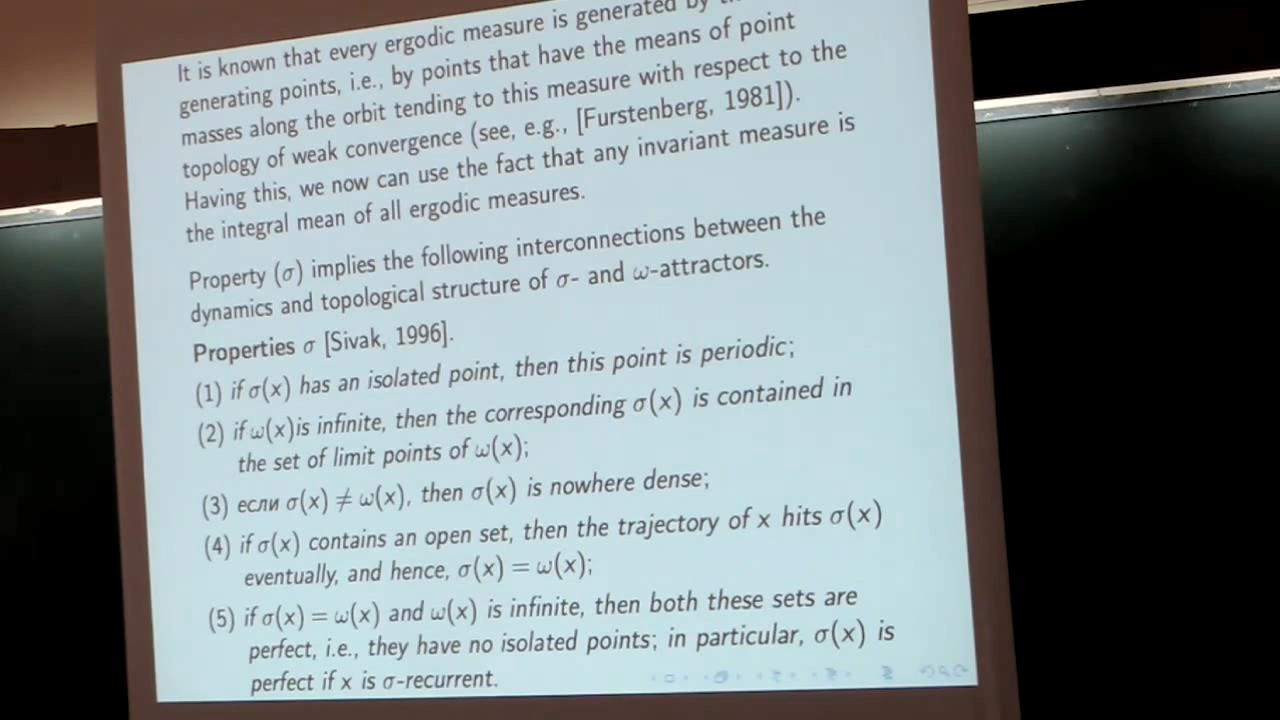 It is known that every ergodic measure is generated by
generating points, i.e., by points that have the means of point
masses along the orbit tending to this measure with respect to the
topology of weak convergence (see, e.g., [Furstenberg, 1981]).
Having this, we now can use the fact that any invariant measure is
the integral mean of all ergodic measures.
Property (σ) implies the following interconnections between the
dynamics and topological structure of σ- and ω-attractors.
Properties σ [Sivak, 1996].
(1) if σ(x) has an isolated point, then this point is periodic;
(2) if ω(x)is infinite, then the corresponding σ(x) is contained in
the set of limit points of ω(x);
(3) если σ(x) ≠ ω(x), then σ(x) is nowhere dense;
(4) if σ(x) contains an open set, then the trajectory of x hits σ(x)
eventually, and hence, σ(x) = ω(x);
(5) if σ(x) = ω(x) and ω(x) is infinite, then both these sets are
perfect, i.e., they have no isolated points; in particular, σ(x) is
perfect if x is σ-recurrent.